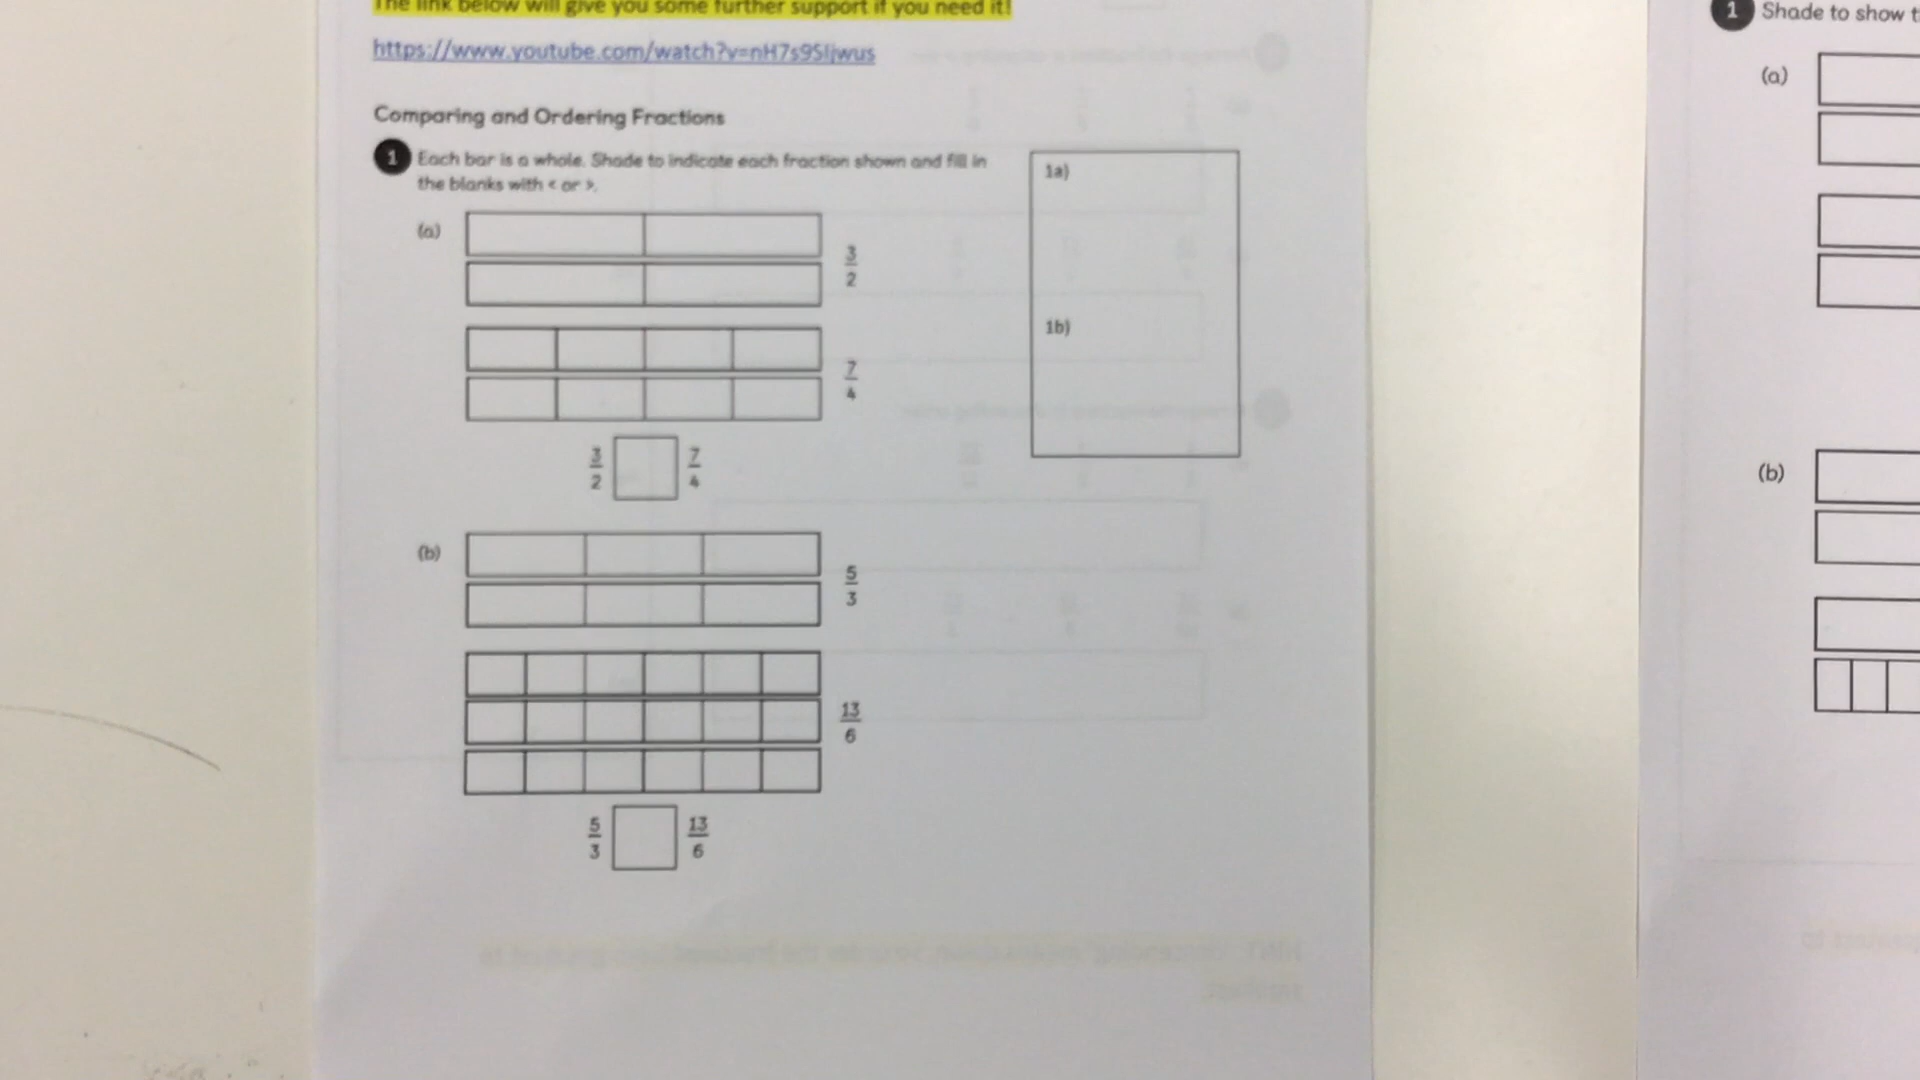 The link below will give you some further support if you need it!
https://www.youtube.com/watch?v=nH7s9SIjwus
Comparing and Ordering Fractions
1 Each bar is a whole. Shade to indicate each fraction shown and fill in
the blanks with < or >.
(a)
3/2
7/4
3/2 7/4
(b)
5/3
13/6
5/3 13/6
1a)
1b)
1 Shade to show
(a)
(b)